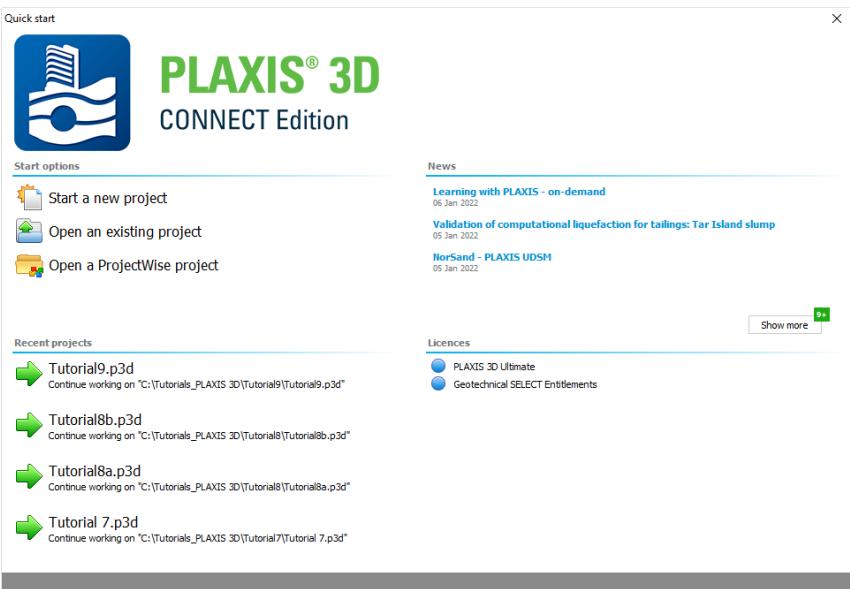 Quick start
PLAXIS® 3D
CONNECT Edition
Start options
Start a new project
Open an existing project
Open a ProjectWise project
News
Learning with PLAXIS - on-demand
06 Jan 2022
Validation of computational liquefaction for tailings: Tar Island slump
05 Jan 2022
NorSand - PLAXIS UDSM
05 Jan 2022
9+
Show more
Recent projects
Tutorial9.p3d
Continue working on "C:\Tutorials_PLAXIS 3D\Tutorial9\Tutorial9.p3d"
Tutorial8b.p3d
Continue working on "C:\Tutorials_PLAXIS 3D\Tutorial8\Tutorial8b.p3d"
Tutorial8a.p3d
Continue working on "C:\Tutorials_PLAXIS 3D\Tutorial8\Tutorial8a.p3d"
Tutorial 7.p3d
Continue working on "C:\Tutorials_PLAXIS 3D\Tutorial7\Tutorial 7.p3d"
Licences
PLAXIS 3D Ultimate
Geotechnical SELECT Entitlements